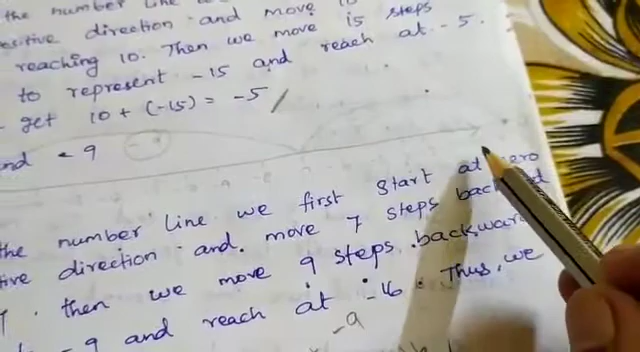 the number line
positive direction and move
reaching 10. Then we move 15 steps
to represent -15 and reach at -5.
get 10 + (-15) = -5
and -9
-9
the number line we first start at zero
direction and move 7 steps
then we move 9 steps backward
-9 and reach at -16. Thus, we
-9